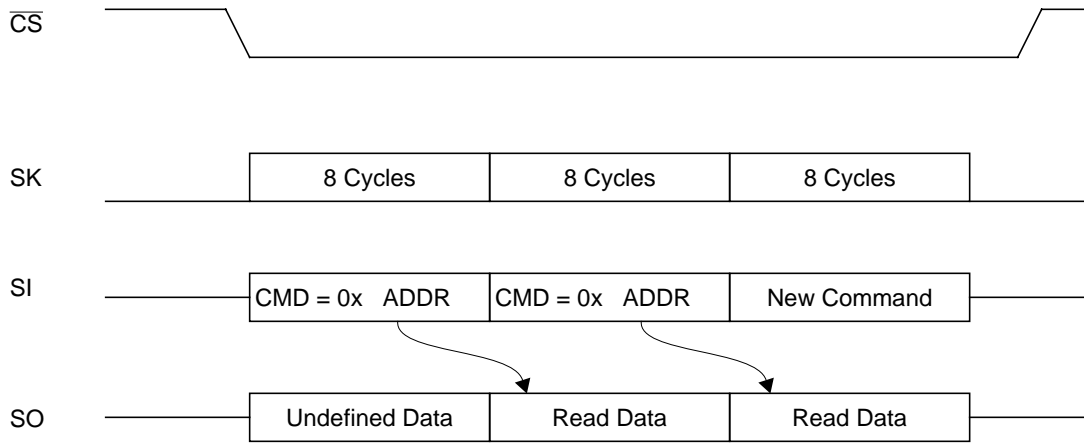 CS
SK
8 Cycles 8 Cycles 8 Cycles
SI
CMD = 0x ADDR CMD = 0x ADDR New Command
SO
Undefined Data Read Data Read Data